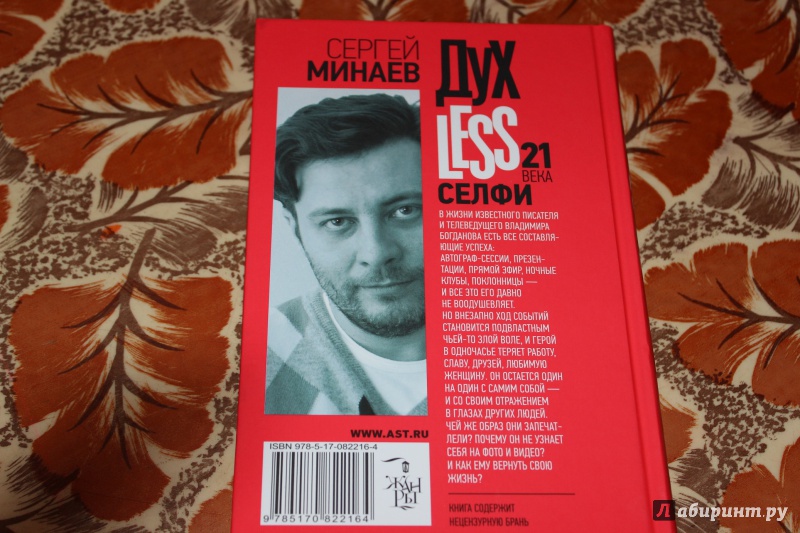 СЕРГЕЙ
МИНАЕВ
ДУХ
LESS 21
ВЕКА
СЕЛФИ
В ЖИЗНИ ИЗВЕСТНОГО ПИСАТЕЛЯ
И ТЕЛЕВЕДУЩЕГО ВЛАДИМИРА
БОГДАНОВА ЕСТЬ ВСЕ СОСТАВЛЯ-
ЮЩИЕ УСПЕХА:
АВТОГРАФ-СЕССИИ, ПРЕЗЕН-
ТАЦИИ, ПРЯМОЙ ЭФИР, НОЧНЫЕ
КЛУБЫ, ПОКЛОННИЦЫ —
И ВСЕ ЭТО ЕГО ДАВНО
НЕ ВООДУШЕВЛЯЕТ.
НО ВНЕЗАПНО ХОД СОБЫТИЙ
СТАНОВИТСЯ ПОДВЛАСТНЫМ
ЧЬЕЙ-ТО ЗЛОЙ ВОЛЕ, И ГЕРОЙ
В ОДНОЧАСЬЕ ТЕРЯЕТ РАБОТУ,
СЛАВУ, ДРУЗЕЙ, ЛЮБИМУЮ
ЖЕНЩИНУ. ОН ОСТАЕТСЯ ОДИН
НА ОДИН С САМИМ СОБОЙ —
И СО СВОИМ ОТРАЖЕНИЕМ
В ГЛАЗАХ ДРУГИХ ЛЮДЕЙ.
ЧЕЙ ЖЕ ОБРАЗ ОНИ ЗАПЕЧАТ-
ЛЕЛИ? ПОЧЕМУ ОН НЕ УЗНАЕТ
СЕБЯ НА ФОТО И ВИДЕО?
И КАК ЕМУ ВЕРНУТЬ СВОЮ
ЖИЗНЬ?
WWW.AST.RU
ISBN 978-5-17-082216-4
9 785170 822164
ЖАН
РЫ
КНИГА СОДЕРЖИТ
НЕЦЕНЗУРНУЮ БРАНЬ
Лабиринт.ру